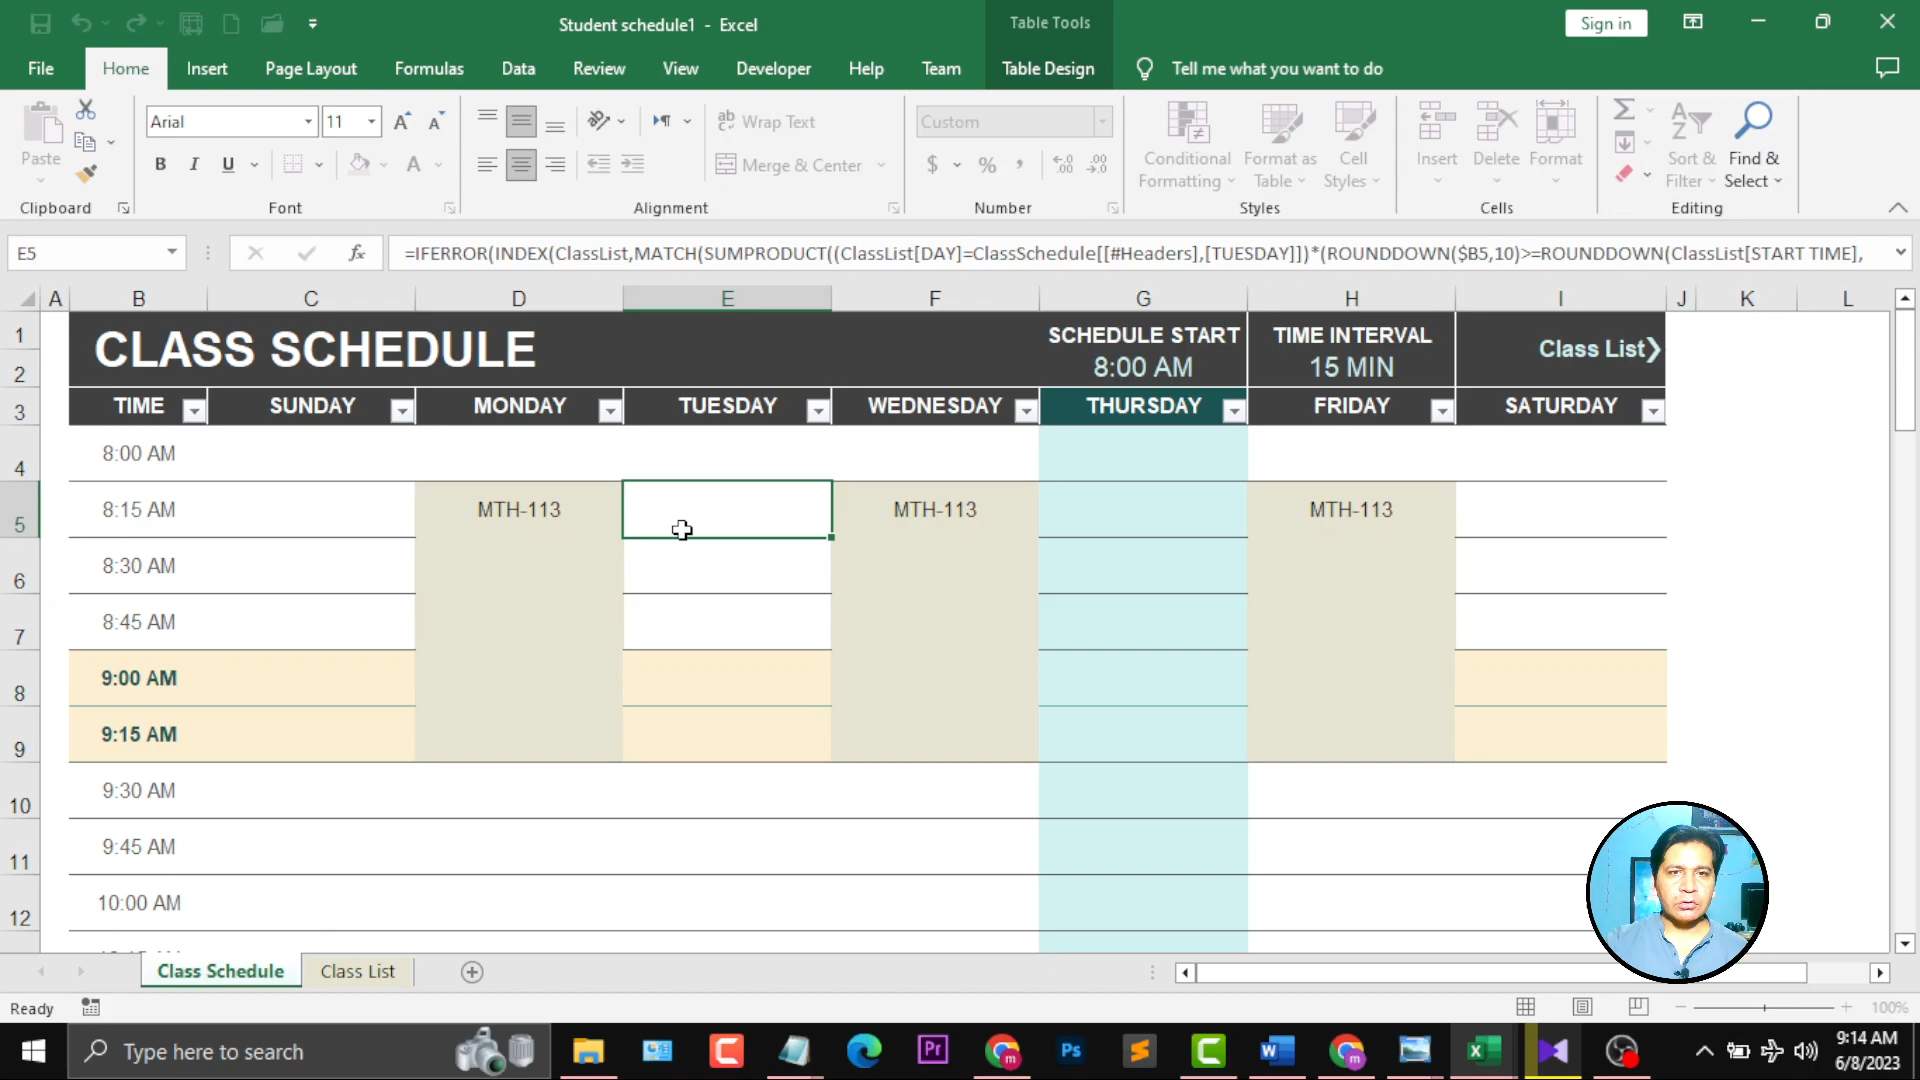 Student schedule1 - Excel
Table Tools
Sign in
File Home Insert Page Layout Formulas Data Review View Developer Help Team Table Design Tell me what you want to do
Paste
Arial 11
B I U A
ab Wrap Text
Merge & Center
Custom
$ % ,
Conditional Formatting
Format as Table
Cell Styles
Insert Delete Format
Sort & Filter
Find & Select
Clipboard Font Alignment Number Styles Cells Editing
E5 fx =IFERROR(INDEX(ClassList,MATCH(SUMPRODUCT((ClassList[DAY]=ClassSchedule[[#Headers],[TUESDAY]])*(ROUNDDOWN($B5,10)>=ROUNDDOWN(ClassList[START TIME],
A B C D E F G H I J K L
1 CLASS SCHEDULE SCHEDULE START TIME INTERVAL Class List
2 8:00 AM 15 MIN
3 TIME SUNDAY MONDAY TUESDAY WEDNESDAY THURSDAY FRIDAY SATURDAY
4 8:00 AM
5 8:15 AM MTH-113 MTH-113 MTH-113
6 8:30 AM
7 8:45 AM
8 9:00 AM
9 9:15 AM
10 9:30 AM
11 9:45 AM
12 10:00 AM
Class Schedule Class List
Ready 100%
Type here to search
Pr
Ps
9:14 AM
6/8/2023